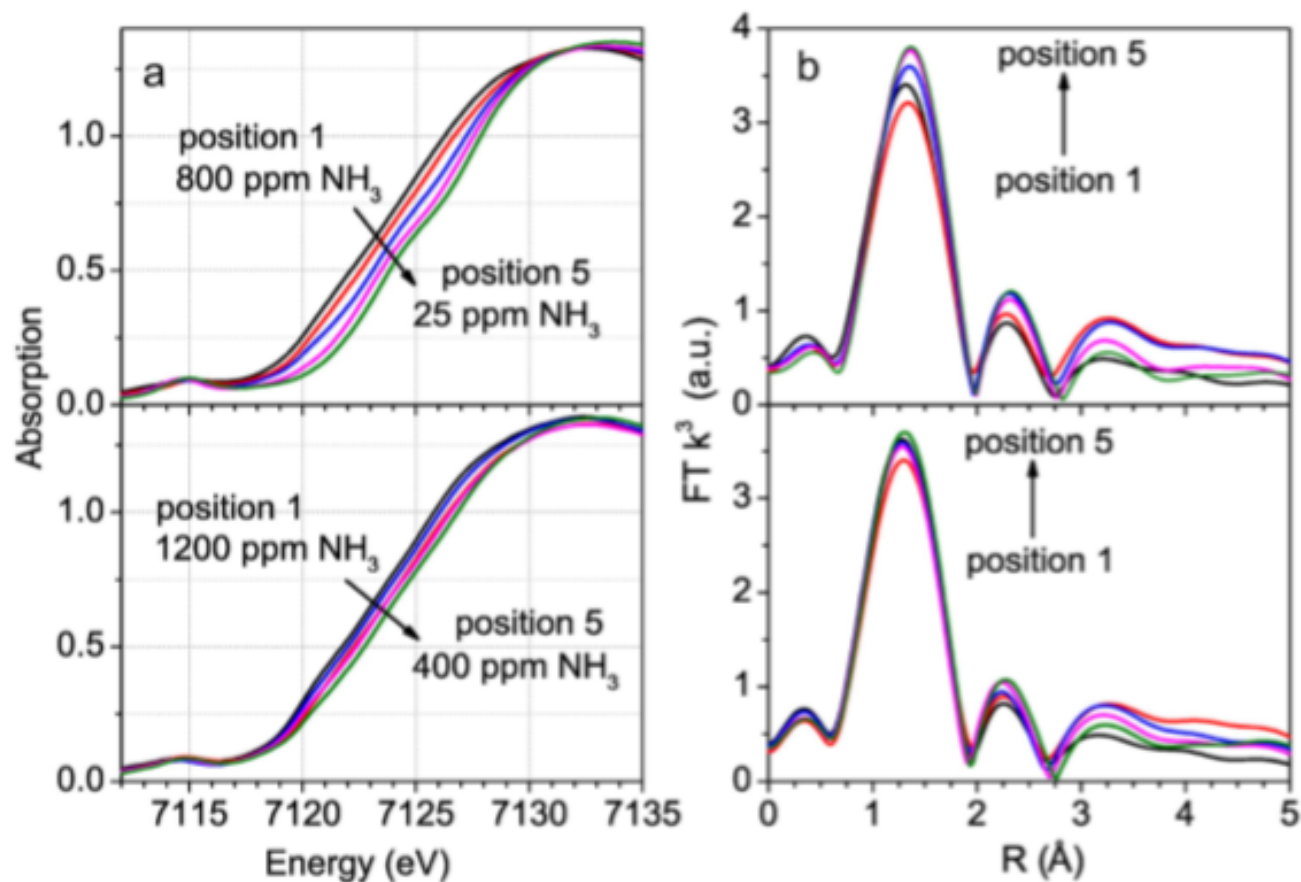 a
position 1
800 ppm NH₃
position 5
25 ppm NH₃
1.0
0.5
0.0
position 1
1200 ppm NH₃
position 5
400 ppm NH₃
1.0
0.5
0.0
7115 7120 7125 7130 7135
Energy (eV)
Absorption
b
position 5
position 1
4
3
2
1
0
position 5
position 1
3
2
1
0
0 1 2 3 4 5
R (Å)
FT k³ (a.u.)